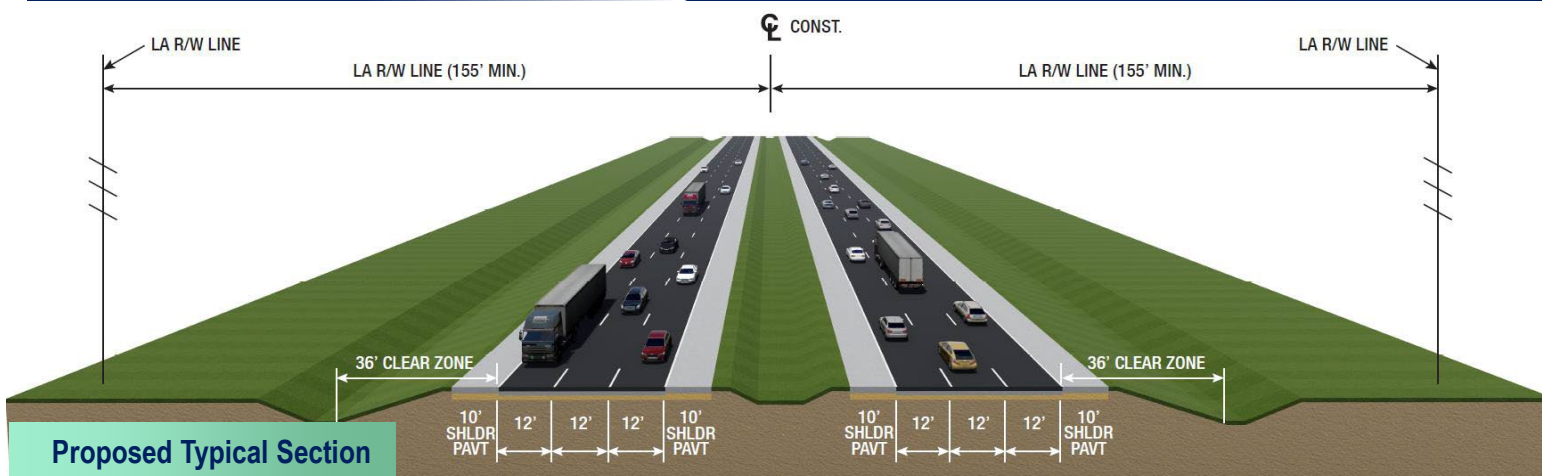 ℄ CONST.
LA R/W LINE
LA R/W LINE
LA R/W LINE (155' MIN.)
LA R/W LINE (155' MIN.)
36' CLEAR ZONE
36' CLEAR ZONE
10'
SHLDR
PAVT
12'
12'
12'
10'
SHLDR
PAVT
10'
SHLDR
PAVT
12'
12'
12'
10'
SHLDR
PAVT
Proposed Typical Section